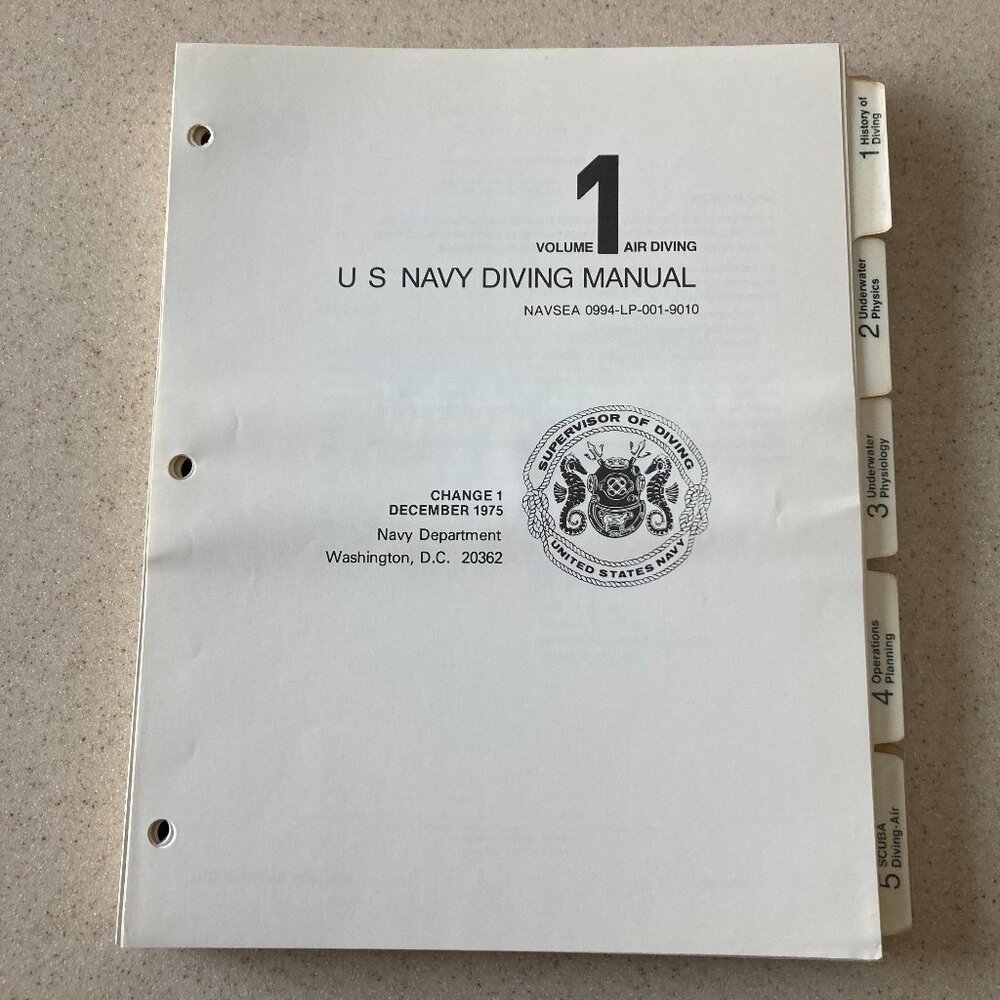 1
VOLUME AIR DIVING
U S NAVY DIVING MANUAL
NAVSEA 0994-LP-001-9010
SUPERVISOR OF DIVING
UNITED STATES NAVY
CHANGE 1
DECEMBER 1975
Navy Department
Washington, D.C. 20362
1 History of
Diving
2 Underwater
Physics
3 Underwater
Physiology
4 Operations
Planning
5 SCUBA
Diving-Air